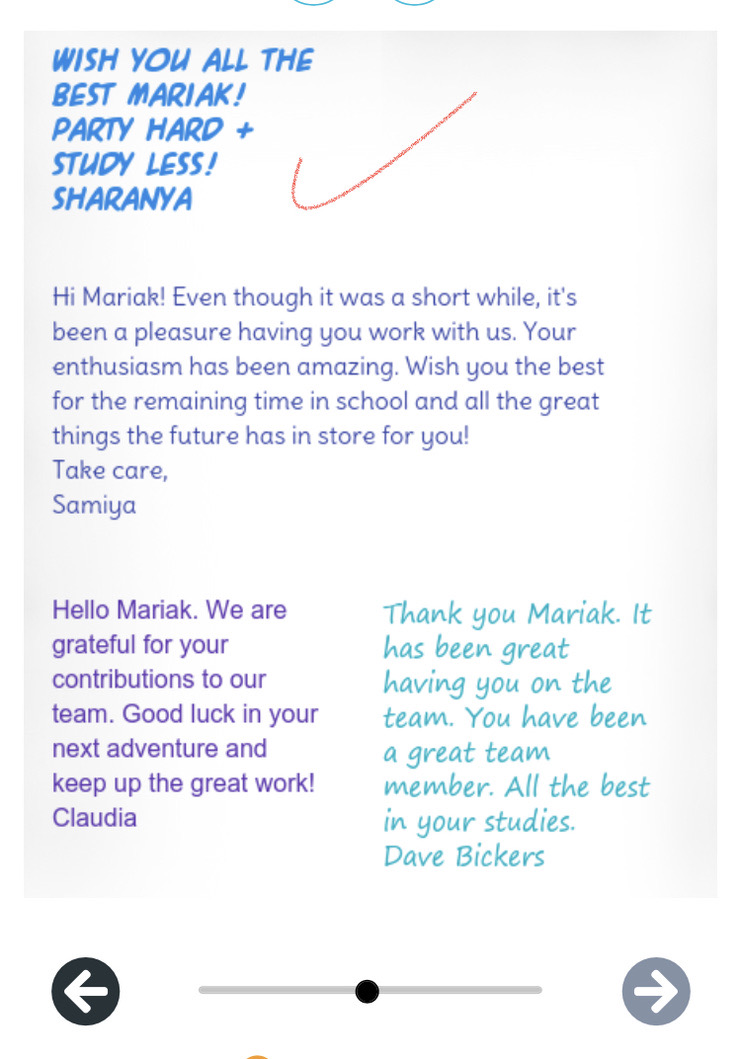 WISH YOU ALL THE
BEST MARIAK!
PARTY HARD +
STUDY LESS!
SHARANYA
Hi Mariak! Even though it was a short while, it's
been a pleasure having you work with us. Your
enthusiasm has been amazing. Wish you the best
for the remaining time in school and all the great
things the future has in store for you!
Take care,
Samiya
Hello Mariak. We are
grateful for your
contributions to our
team. Good luck in your
next adventure and
keep up the great work!
Claudia
Thank you Mariak. It
has been great
having you on the
team. You have been
a great team
member. All the best
in your studies.
Dave Bickers